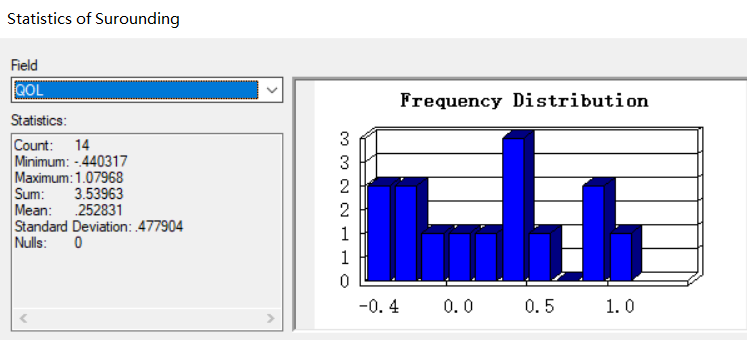 Statistics of Surounding
Field
QOL
Statistics:
Count: 14
Minimum: -.440317
Maximum: 1.07968
Sum: 3.53963
Mean: .252831
Standard Deviation: .477904
Nulls: 0
Frequency Distribution
3
3
2
2
1
1
0
-0.4 0.0 0.5 1.0